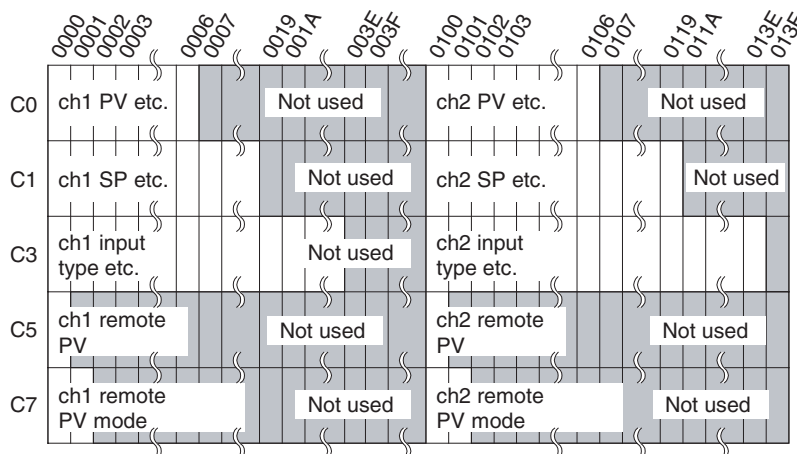 0000 0001 0002 0003 0006 0007 0019 001A 003E 003F 0100 0101 0102 0103 0106 0107 0119 011A 013E 013F
C0 ch1 PV etc. Not used ch2 PV etc. Not used
C1 ch1 SP etc. Not used ch2 SP etc. Not used
C3 ch1 input Not used ch2 input
type etc. type etc.
C5 ch1 remote Not used ch2 remote Not used
PV PV
C7 ch1 remote Not used ch2 remote Not used
PV mode PV mode